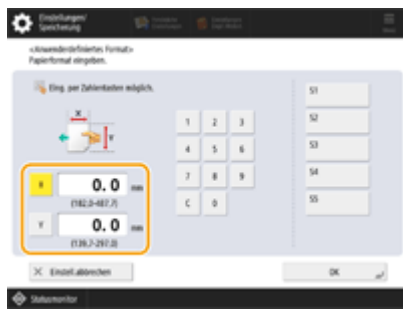 Einstellungen/
Speicherung
<Anwenderdefiniertes Format>
Papierformat eingeben.
Eing. per Zahlentasten möglich.
X
Y
1 2 3
4 5 6
7 8 9
C 0
X 0.0 mm
(182,0-487,7)
Y 0.0 mm
(139,7-297,0)
S1
S2
S3
S4
S5
Einstell.abbrechen
OK
Statusmonitor